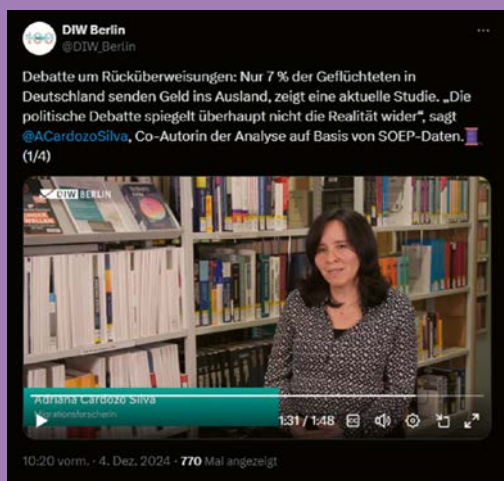 DIW Berlin
@DIW_Berlin
Debatte um Rücküberweisungen: Nur 7 % der Geflüchteten in
Deutschland senden Geld ins Ausland, zeigt eine aktuelle Studie. „Die
politische Debatte spiegelt überhaupt nicht die Realität wider“, sagt
@ACardozoSilva, Co-Autorin der Analyse auf Basis von SOEP-Daten.
(1/4)
DIW BERLIN
Adriana Cardozo Silva
Migrationsforscherin
1:31 / 1:48
10:20 vorm. · 4. Dez. 2024 · 770 Mal angezeigt